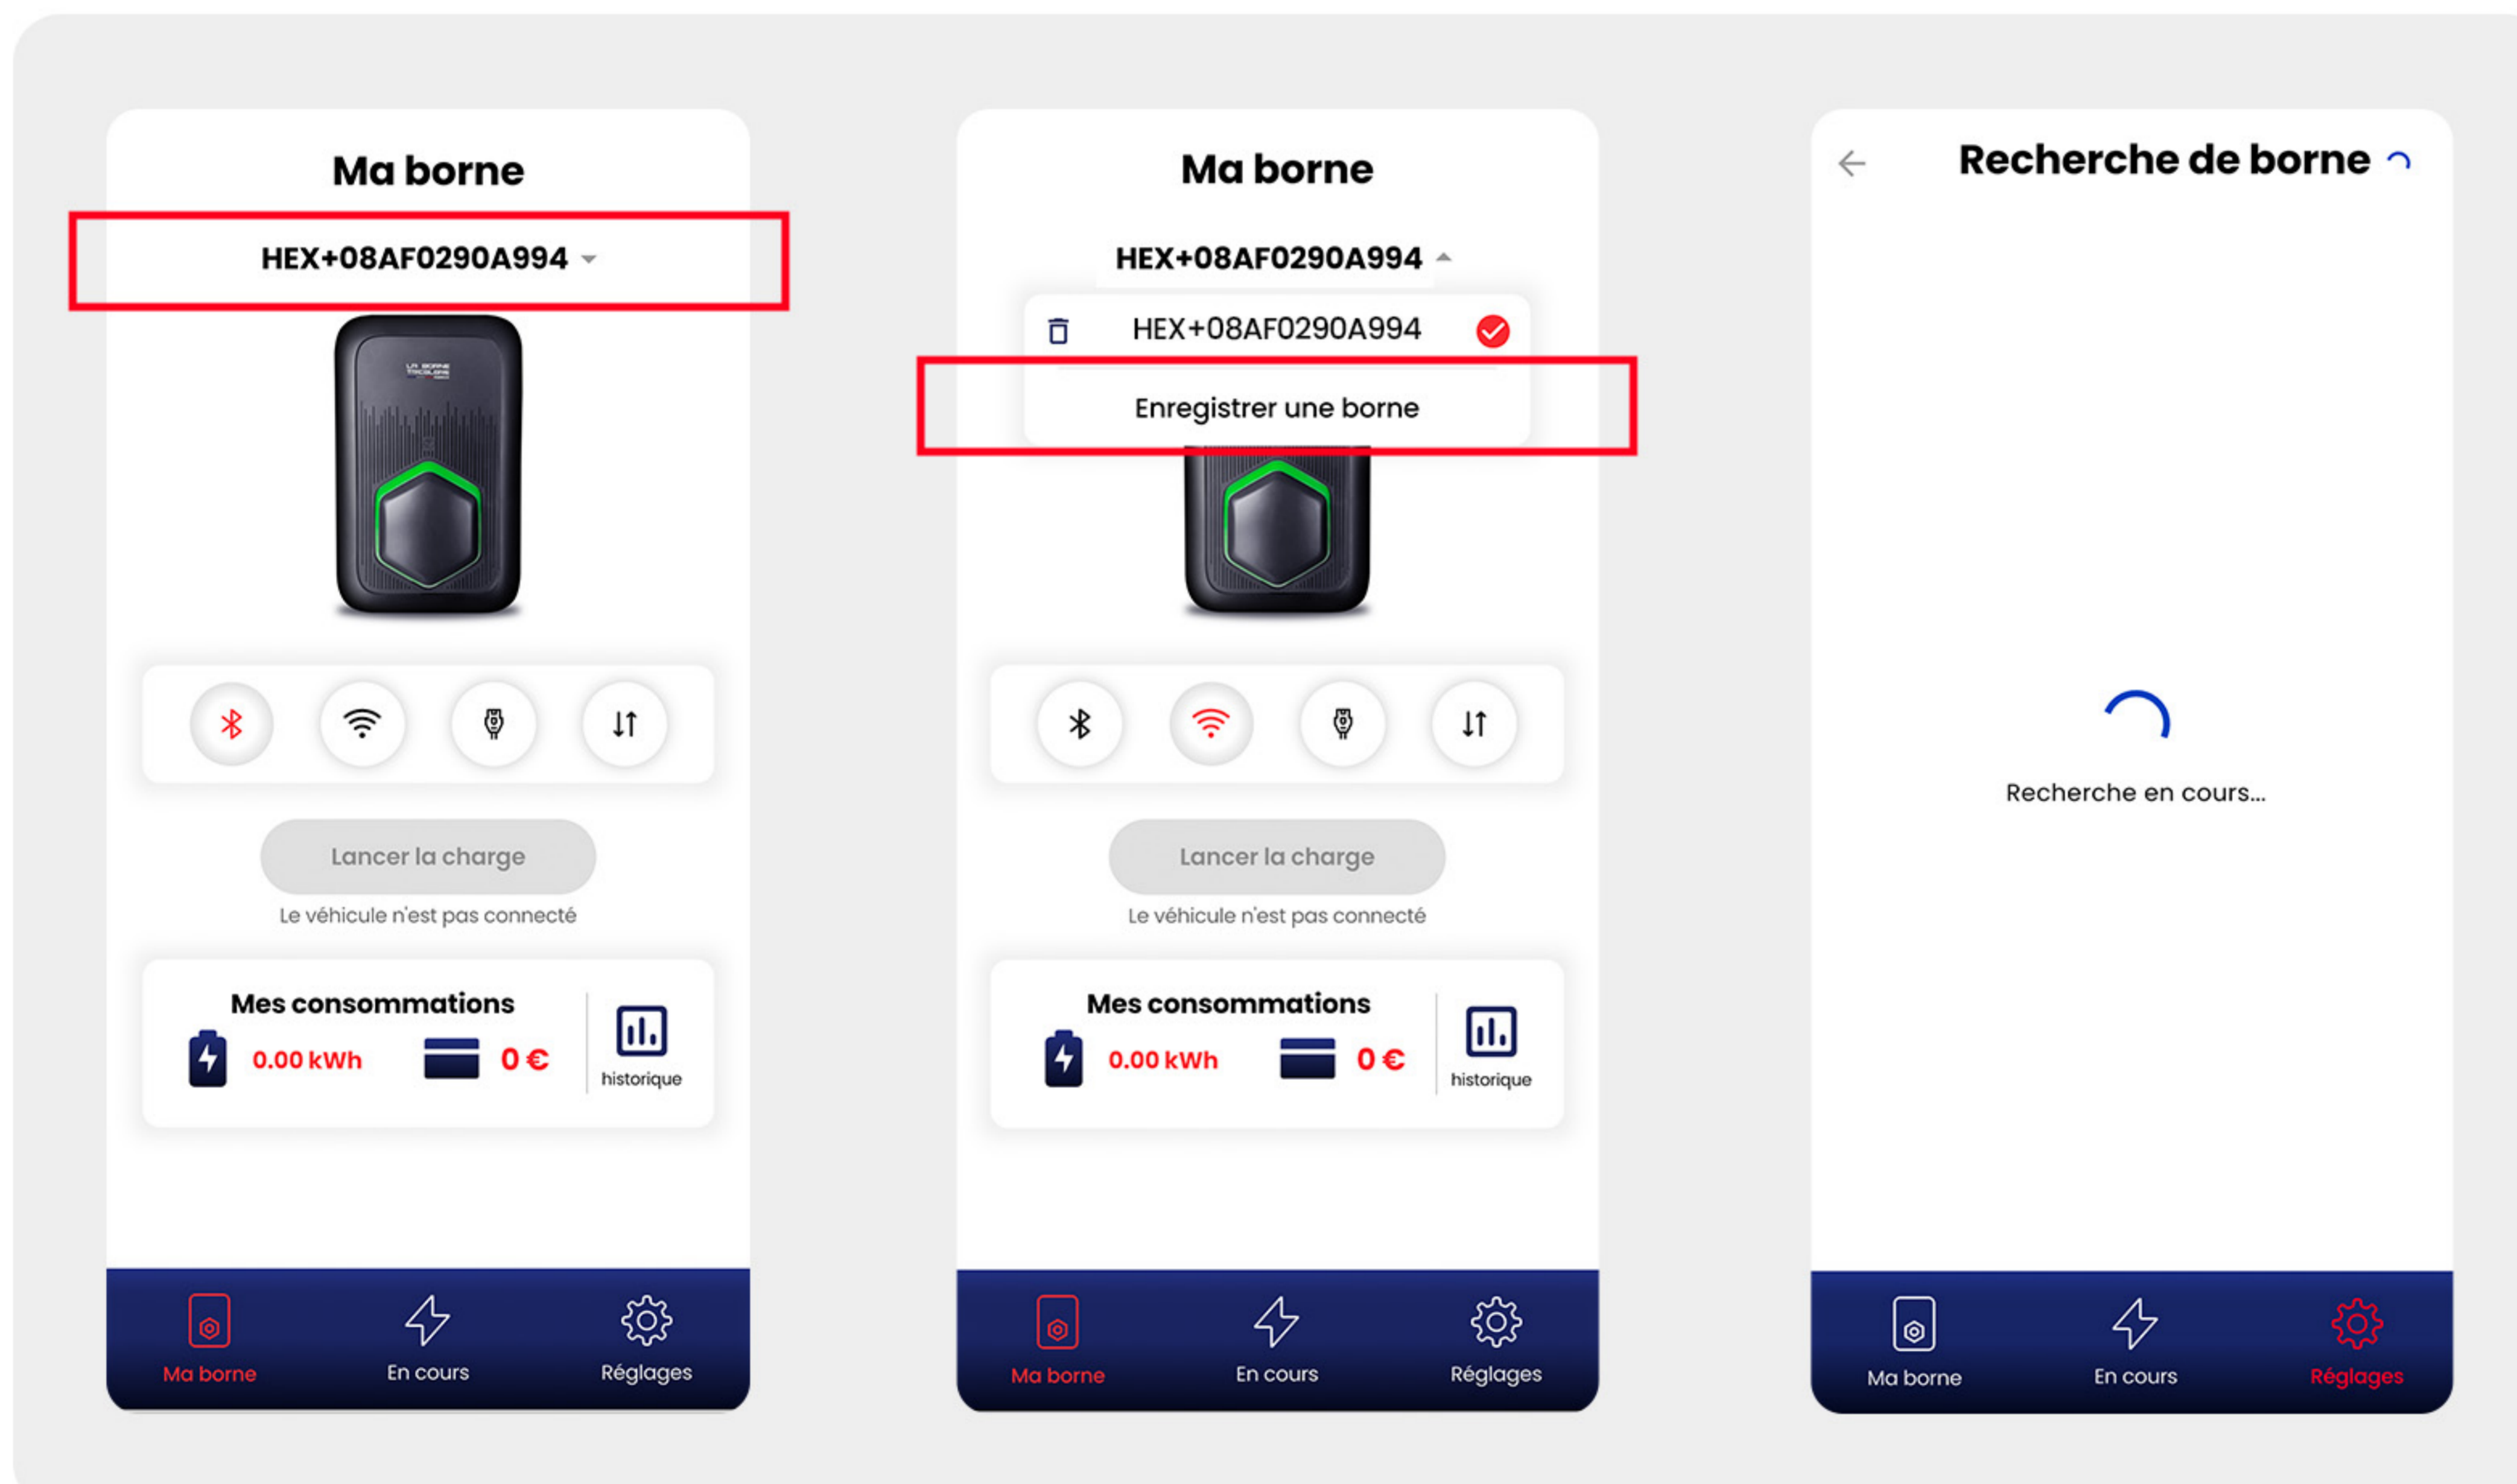 Ma borne
HEX+08AF0290A994
LA BORNE
TRICOLORE
Lancer la charge
Le véhicule n'est pas connecté
Mes consommations
0.00 kWh
0 €
historique
Ma borne
En cours
Réglages
Ma borne
HEX+08AF0290A994
HEX+08AF0290A994
Enregistrer une borne
Lancer la charge
Le véhicule n'est pas connecté
Mes consommations
0.00 kWh
0 €
historique
Ma borne
En cours
Réglages
Recherche de borne
Recherche en cours...
Ma borne
En cours
Réglages